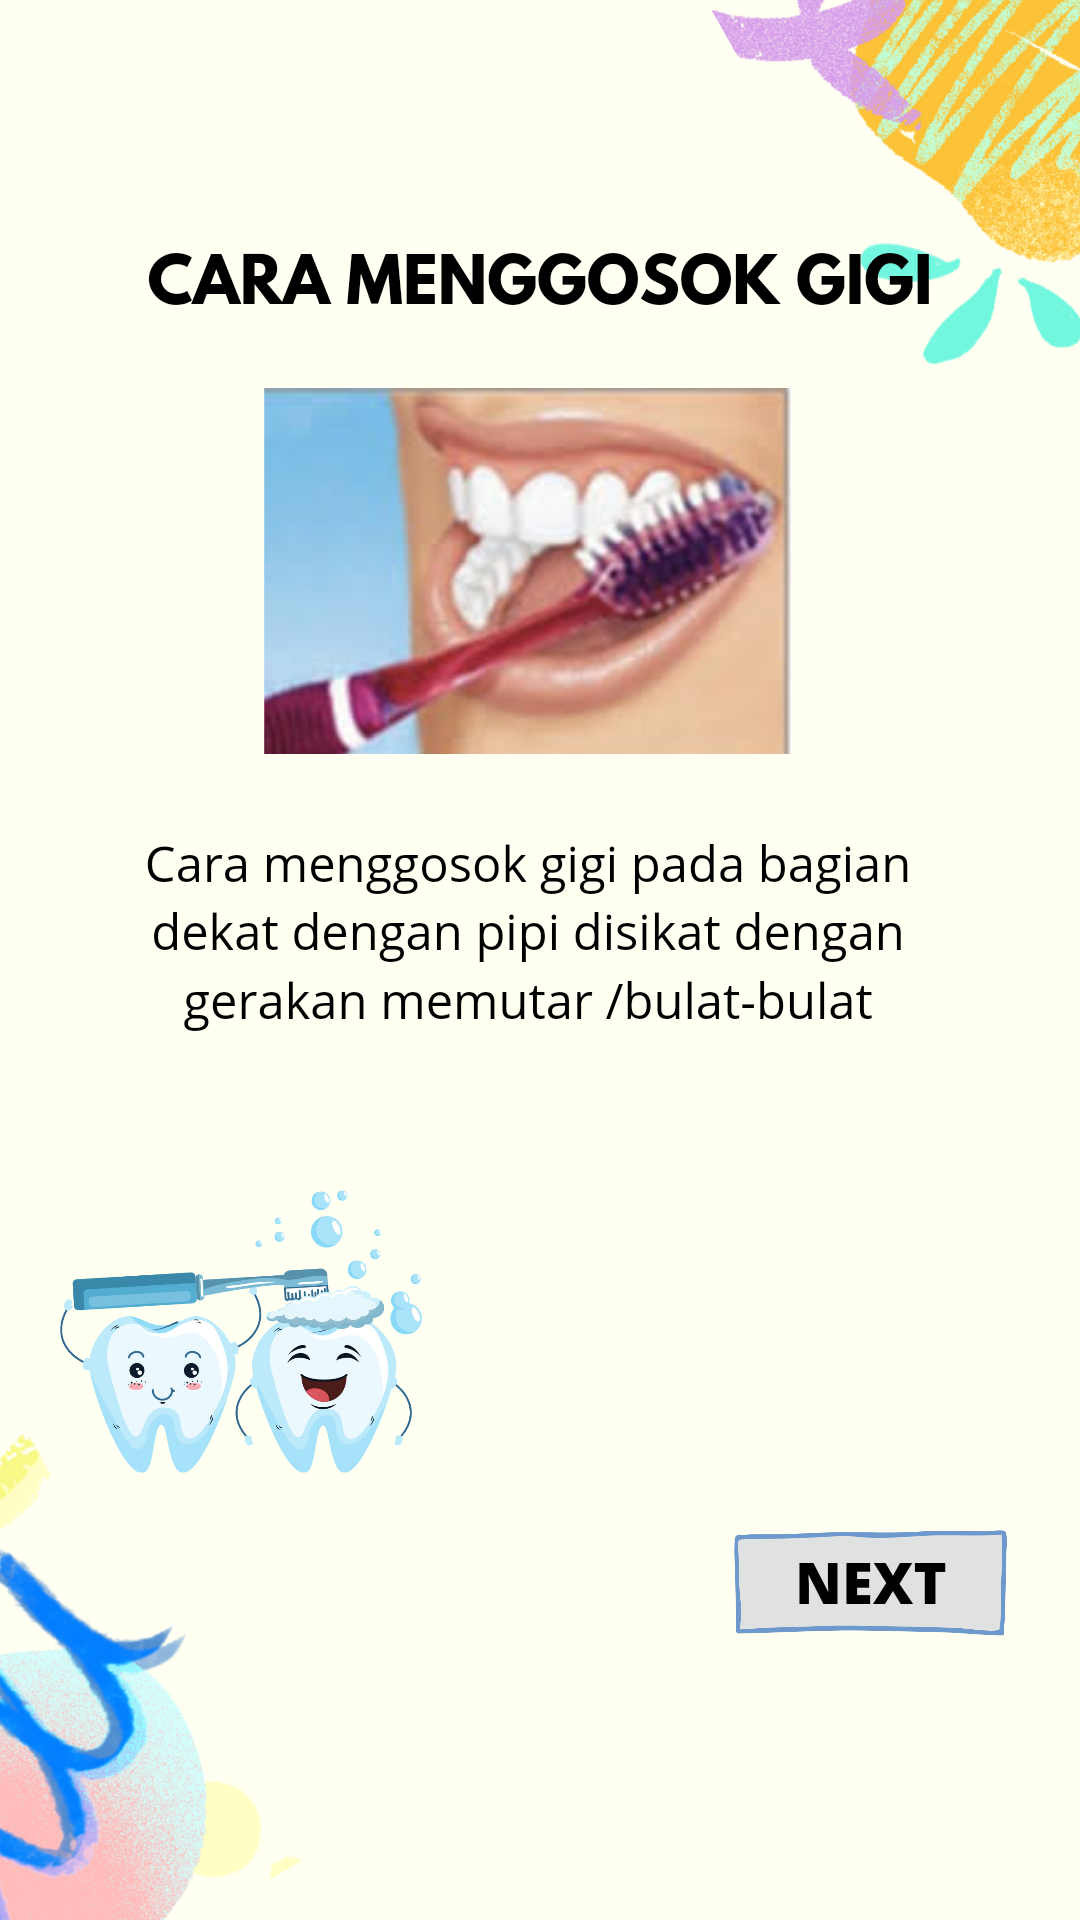 CARA MENGGOSOK GIGI
Cara menggosok gigi pada bagian
dekat dengan pipi disikat dengan
gerakan memutar /bulat-bulat
NEXT